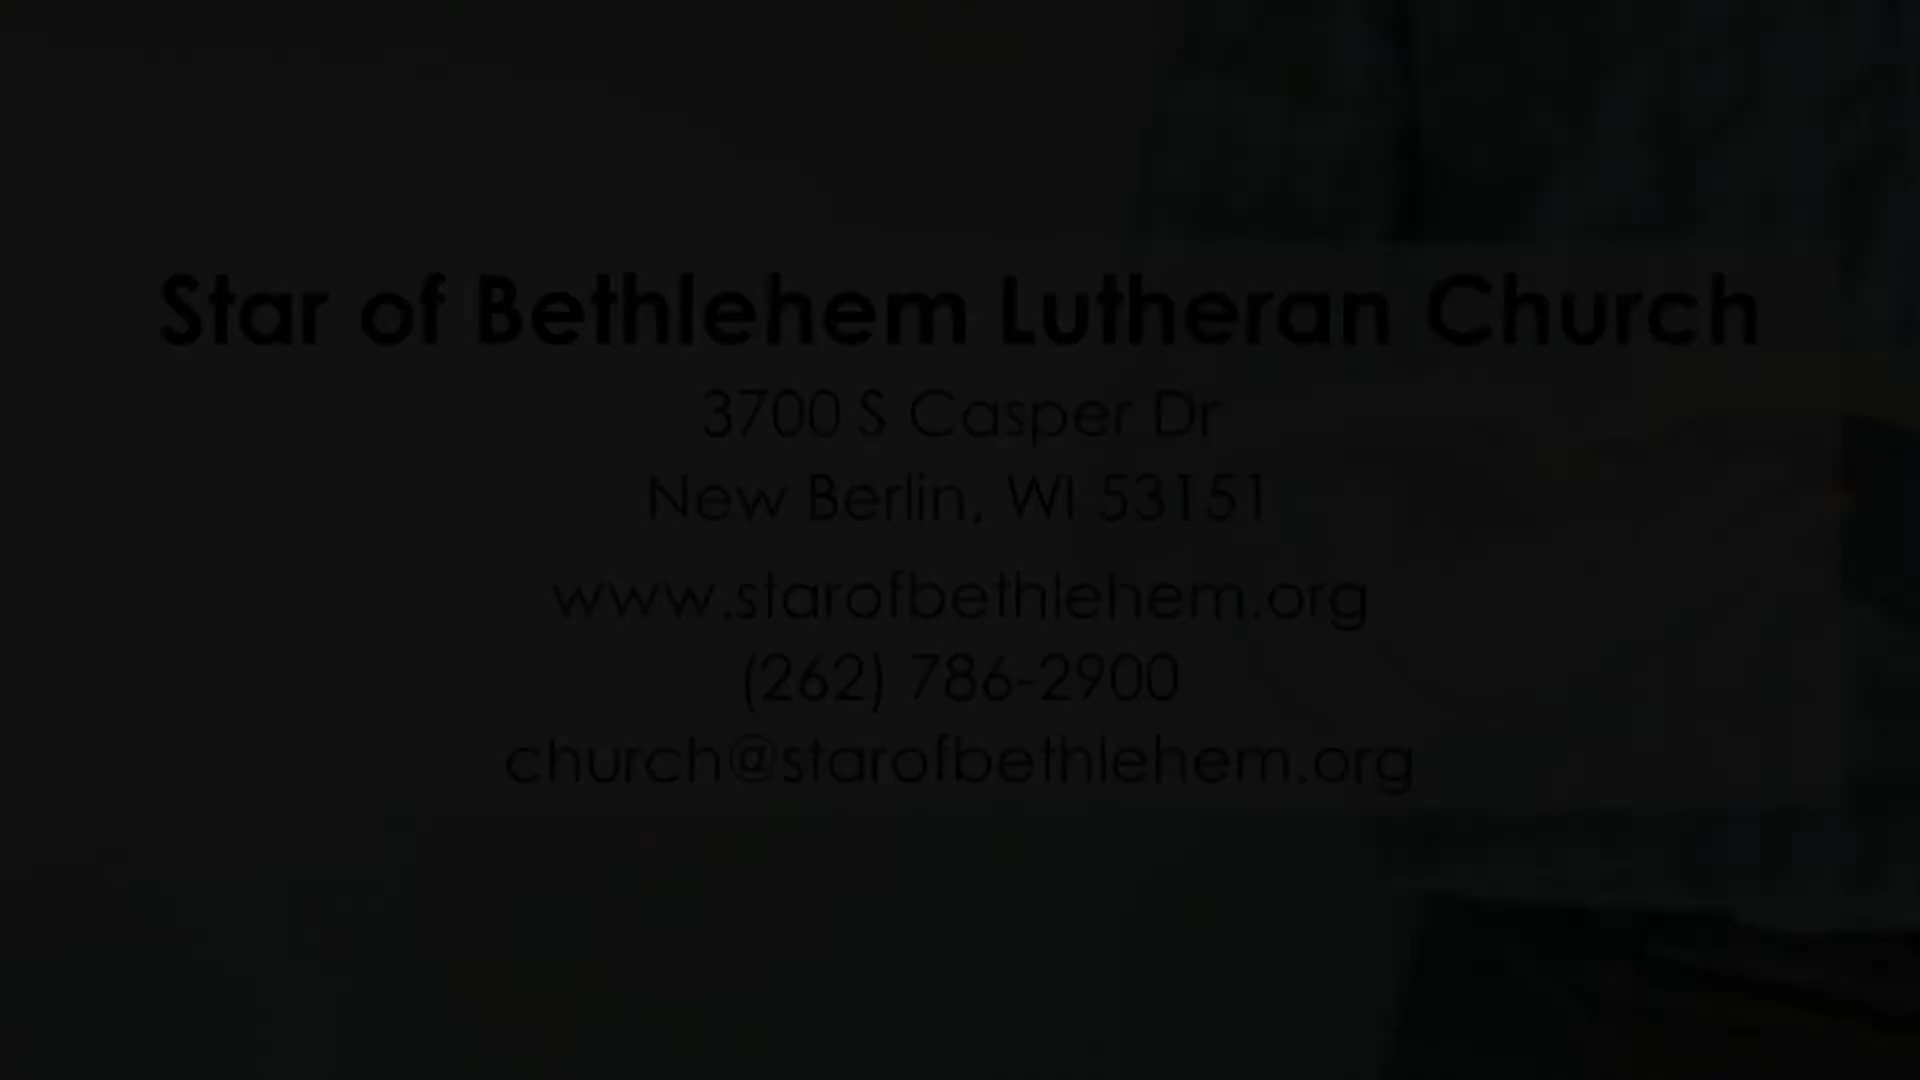 Star of Bethlehem Lutheran Church
3700 S Casper Dr
New Berlin, WI 53151
www.starofbethlehem.org
(262) 786-2900
church@starofbethlehem.org